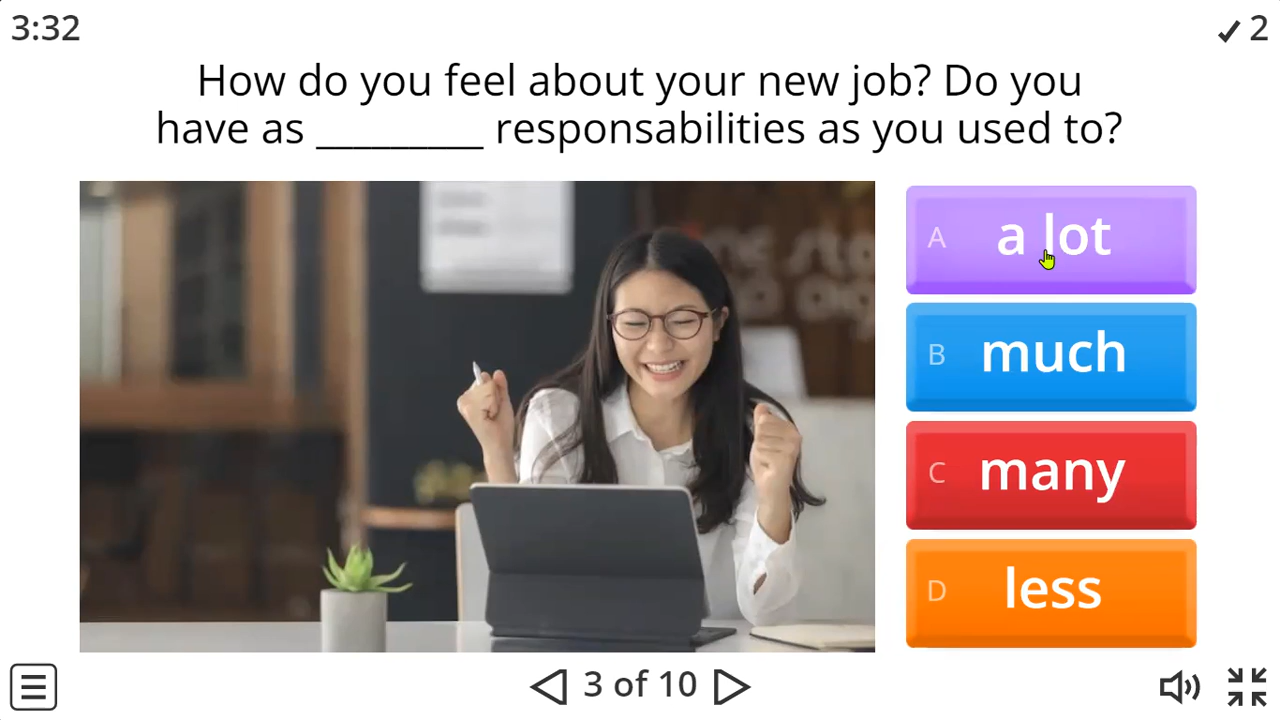 3:32
2
How do you feel about your new job? Do you
have as ________ responsabilities as you used to?
A a lot
B much
C many
D less
3 of 10